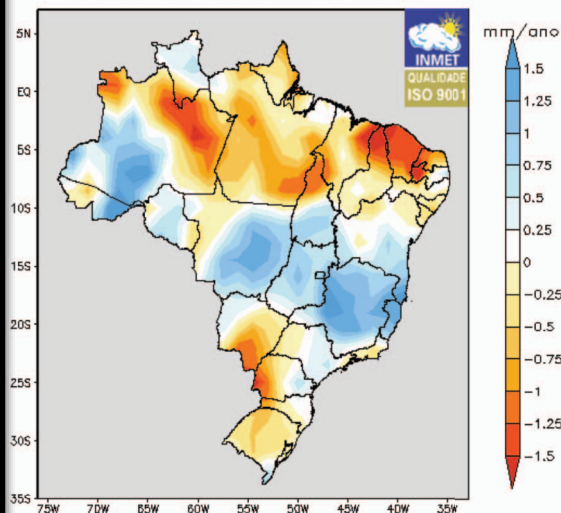 INMET
QUALIDADE
ISO 9001
mm/ano
1.5
1.25
1
0.75
0.5
0.25
0
-0.25
-0.5
-0.75
-1
-1.25
-1.5
5N
EQ
5S
10S
15S
20S
25S
30S
35S
75W 70W 65W 60W 55W 50W 45W 40W 35W